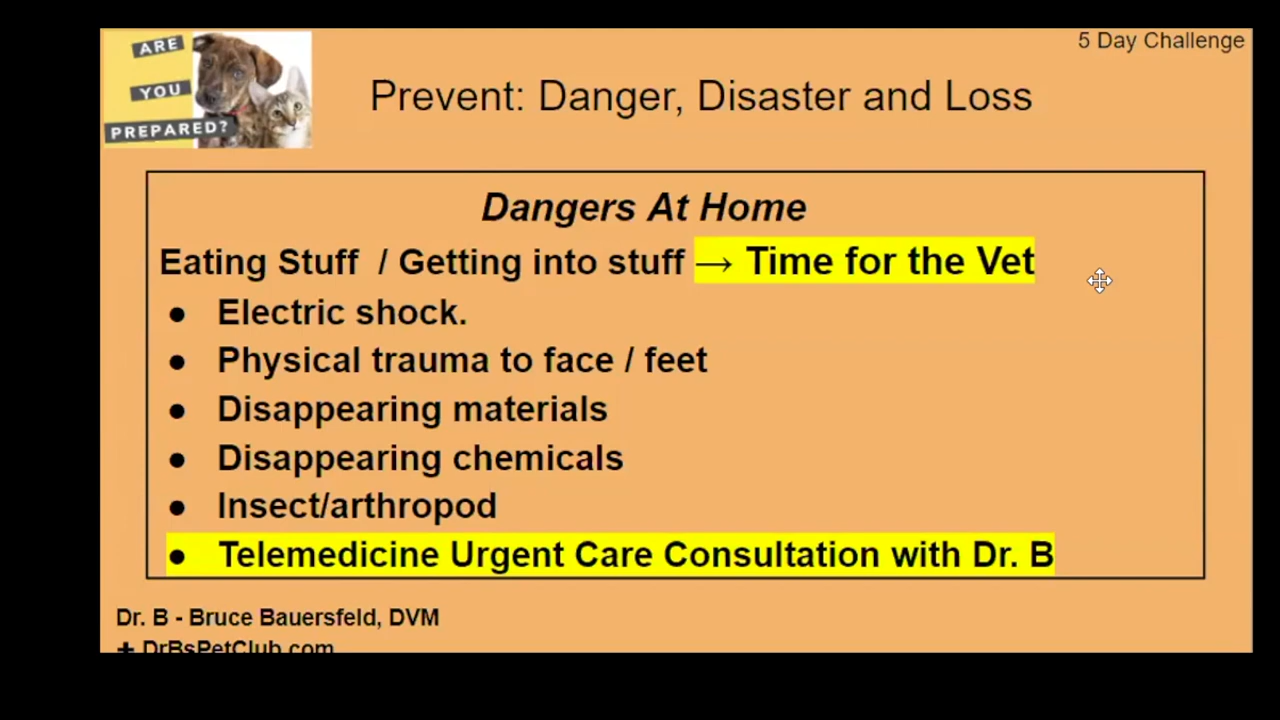 5 Day Challenge
ARE
YOU
PREPARED?
Prevent: Danger, Disaster and Loss
Dangers At Home
Eating Stuff / Getting into stuff → Time for the Vet
● Electric shock.
● Physical trauma to face / feet
● Disappearing materials
● Disappearing chemicals
● Insect/arthropod
● Telemedicine Urgent Care Consultation with Dr. B
Dr. B - Bruce Bauersfeld, DVM
+ DrBsPetClub.com